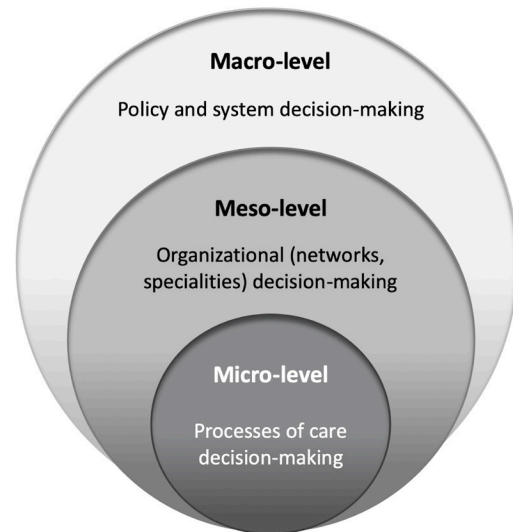 Macro-level
Policy and system decision-making
Meso-level
Organizational (networks,
specialities) decision-making
Micro-level
Processes of care
decision-making